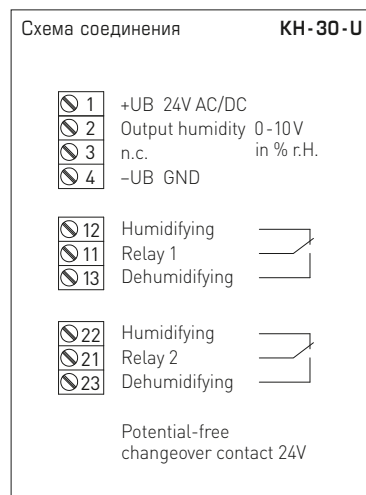 Схема соединения KH-30-U
1 +UB 24V AC/DC
2 Output humidity 0-10V
3 n.c. in % r.H.
4 –UB GND
12 Humidifying
11 Relay 1
13 Dehumidifying
22 Humidifying
21 Relay 2
23 Dehumidifying
Potential-free
changeover contact 24V